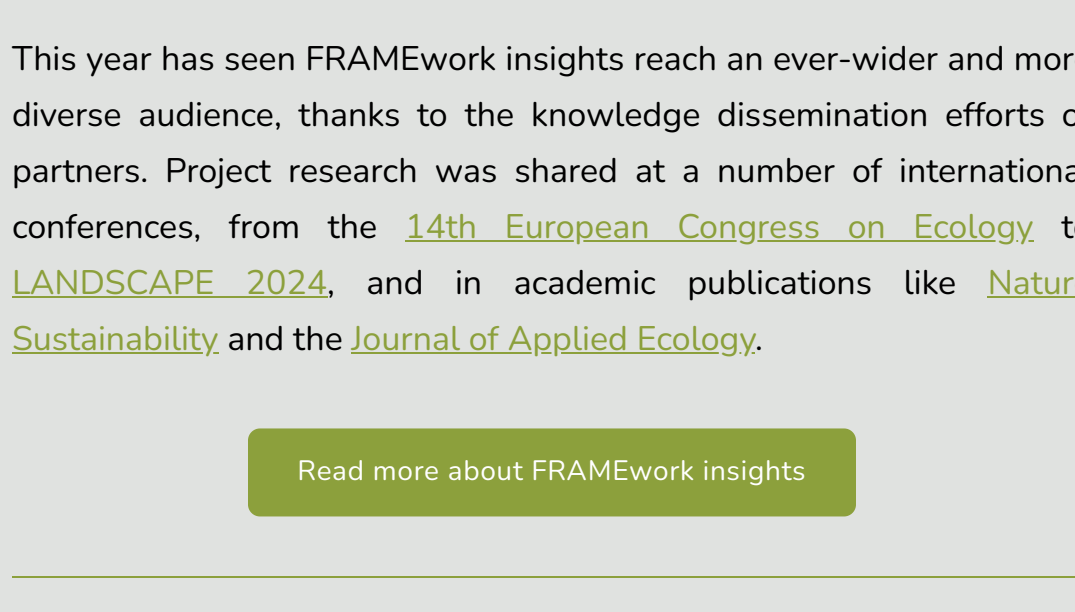 This year has seen FRAMEwork insights reach an ever-wider and mor
diverse audience, thanks to the knowledge dissemination efforts o
partners. Project research was shared at a number of internationa
conferences, from the 14th European Congress on Ecology to
LANDSCAPE 2024, and in academic publications like Natur
Sustainability and the Journal of Applied Ecology.
Read more about FRAMEwork insights